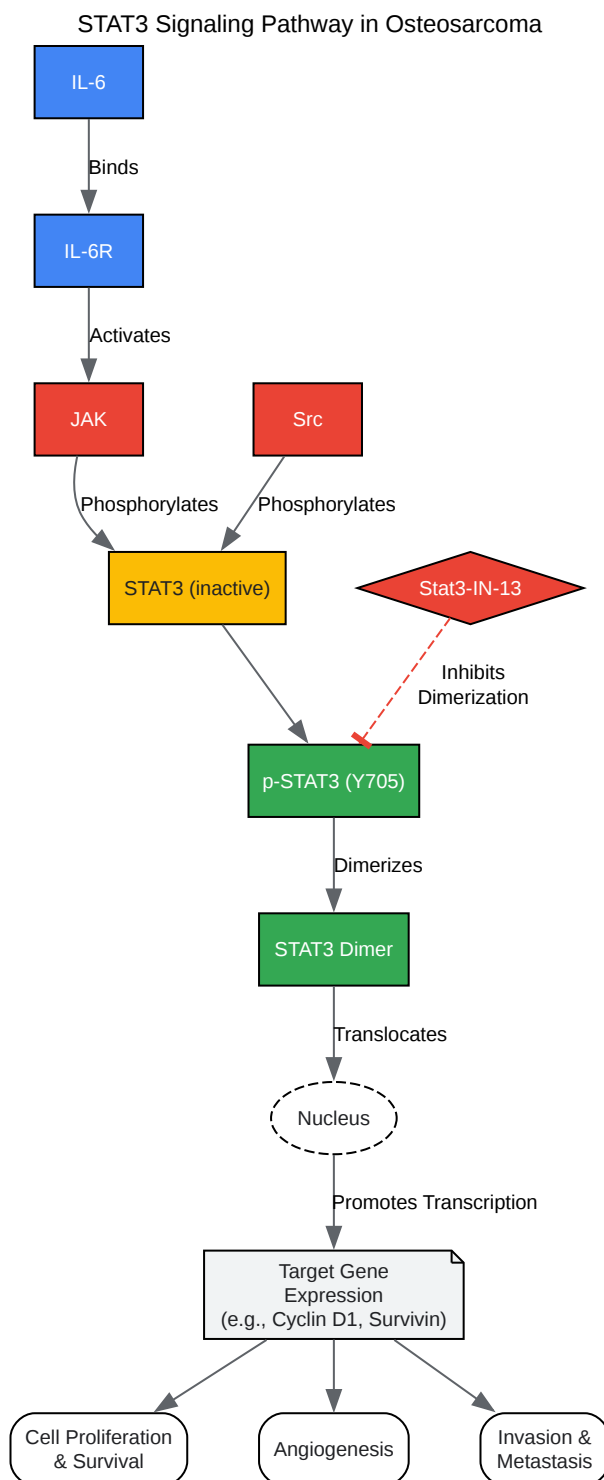 STAT3 Signaling Pathway in Osteosarcoma
IL-6
Binds
IL-6R
Activates
JAK
Src
Phosphorylates
Phosphorylates
STAT3 (inactive)
Stat3-IN-13
Inhibits
Dimerization
p-STAT3 (Y705)
Dimerizes
STAT3 Dimer
Translocates
Nucleus
Promotes Transcription
Target Gene
Expression
(e.g., Cyclin D1, Survivin)
Cell Proliferation
& Survival
Angiogenesis
Invasion &
Metastasis